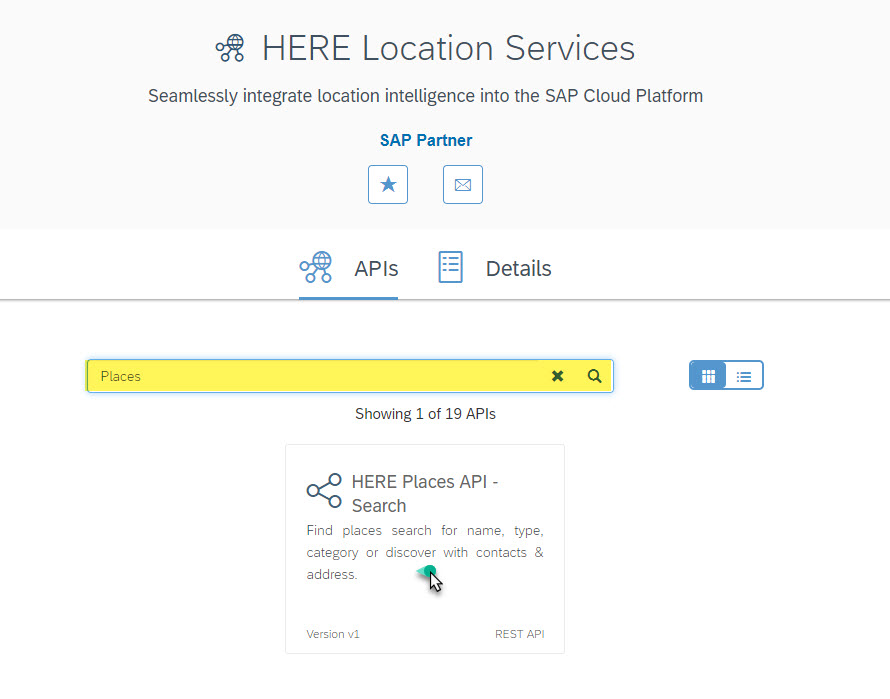 HERE Location Services
Seamlessly integrate location intelligence into the SAP Cloud Platform
SAP Partner
APIs
Details
Places
Showing 1 of 19 APIs
HERE Places API -
Search
Find places search for name, type,
category or discover with contacts &
address.
Version v1
REST API